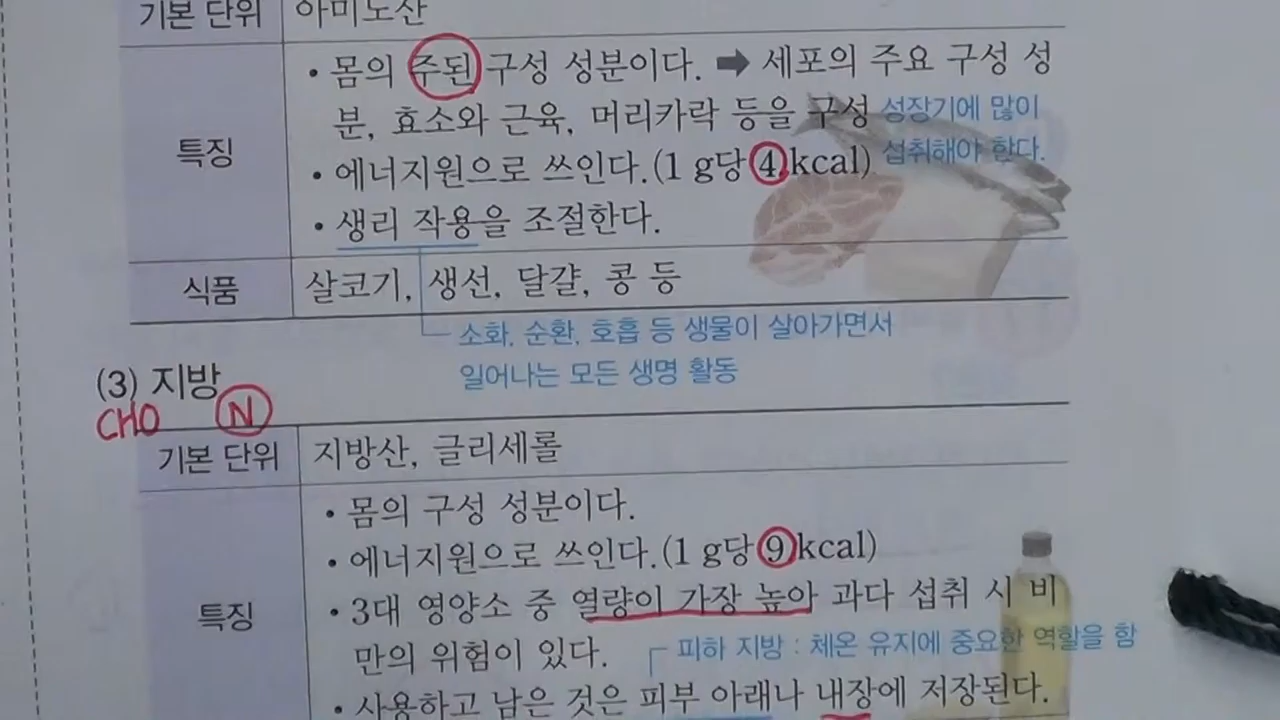 기본 단위 아미노산
특징
• 몸의 주된 구성 성분이다. ➡ 세포의 주요 구성 성
분, 효소와 근육, 머리카락 등을 구성 성장기에 많이
섭취해야 한다.
• 에너지원으로 쓰인다.(1 g당 4 kcal)
• 생리 작용을 조절한다.
식품 살코기, 생선, 달걀, 콩 등
소화, 순환, 호흡 등 생물이 살아가면서
일어나는 모든 생명 활동
(3) 지방
CHO N
기본 단위 지방산, 글리세롤
특징
• 몸의 구성 성분이다.
• 에너지원으로 쓰인다.(1 g당 9 kcal)
• 3대 영양소 중 열량이 가장 높아 과다 섭취 시 비
만의 위험이 있다.
피하 지방 : 체온 유지에 중요한 역할을 함
• 사용하고 남은 것은 피부 아래나 내장에 저장된다.